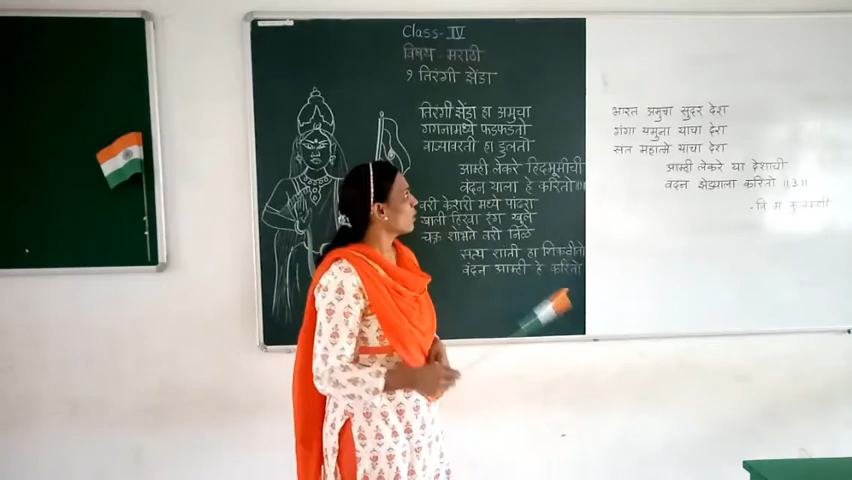 Class-IV
विषय - मराठी
१ तिरंगी झेंडा
तिरंगी झेंडा हा अमुचा
गगनामध्ये फडफडतो
वाऱ्यावरती हा डुलतो
आम्ही लेकरे हिंदभूमीची
वंदन याला हे करितो॥
वरी केशरी मध्ये पांढरा
खाली हिरवा रंग खुले
चक्र शोभते वरी निळे
सत्य शांती हा शिकवीतो
वंदन आम्ही हे करितो
भारत अमुचा सुंदर देश
गंगा यमुना याचा देश
संत महात्मे याचा देश
आम्ही लेकरे या देशाची
वंदन झेंड्याला करितो ॥३॥
- वि म कुलकर्णी